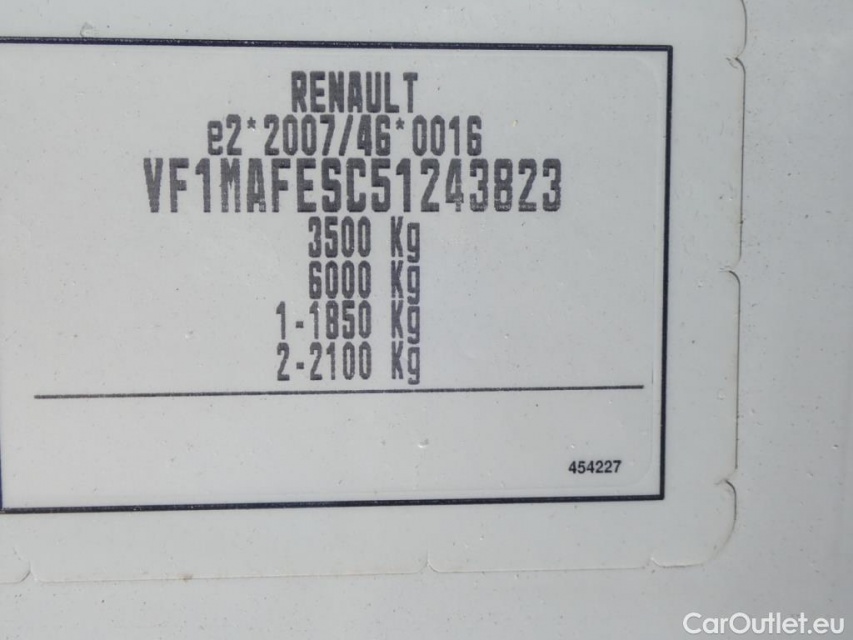 RENAULT
e2*2007/46*0016
VF1MAFESC51243823
3500 Kg
6000 Kg
1-1850 Kg
2-2100 Kg
454227
CarOutlet.eu